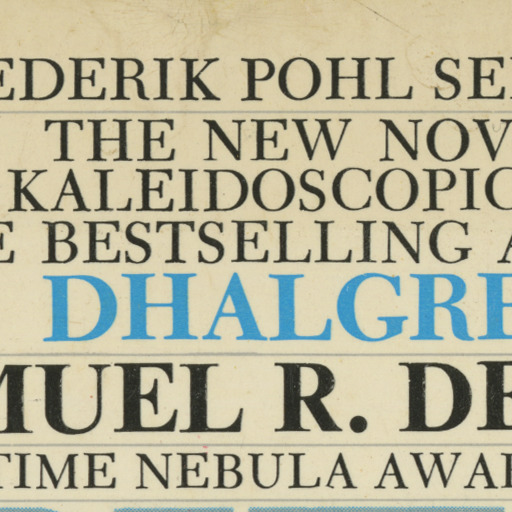 EDERIK POHL SE
THE NEW NOV
KALEIDOSCOPIC
E BESTSELLING A
DHALGRE
MUEL R. DE
TIME NEBULA AWA